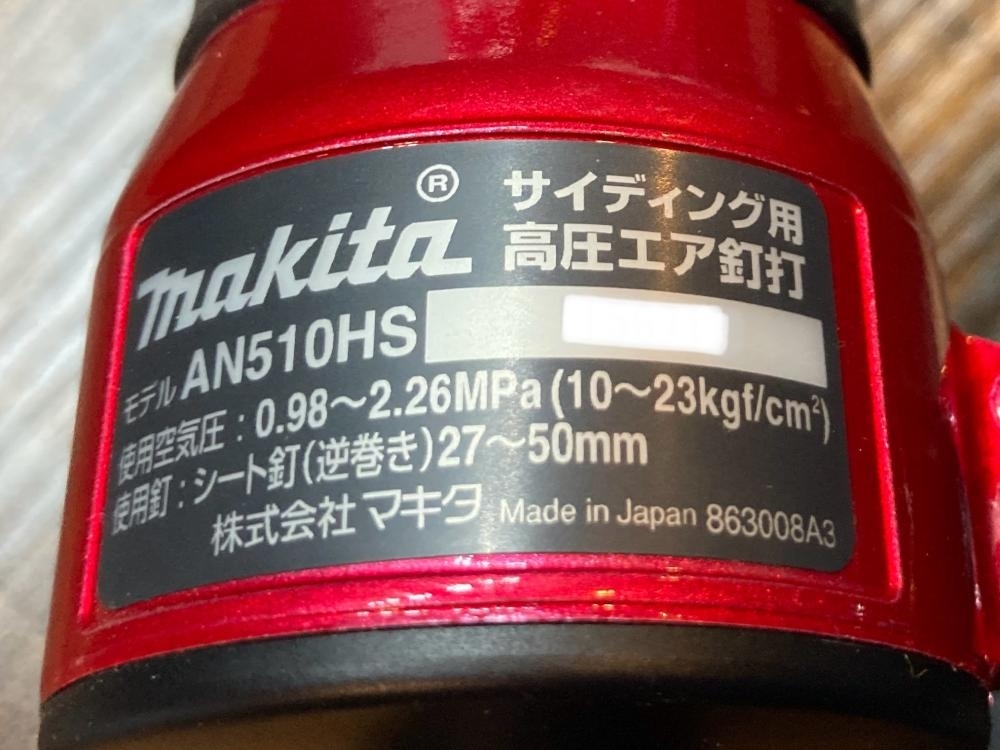 makita®
サイディング用
高圧エア釘打
モデル AN510HS
使用空気圧：0.98～2.26MPa(10～23kgf/cm²)
使用釘：シート釘(逆巻き)27～50mm
株式会社 マキタ Made in Japan 863008A3